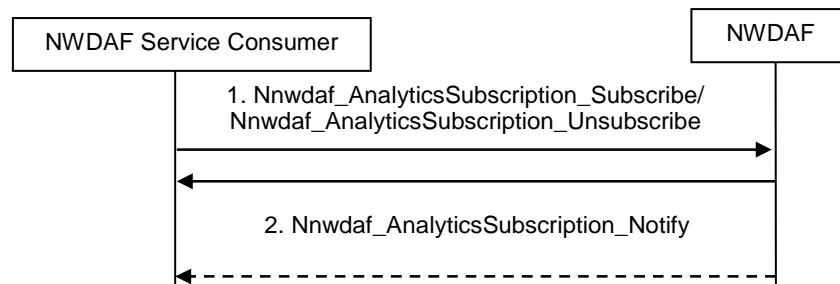 NWDAF Service Consumer
NWDAF
1. Nnwdaf_AnalyticsSubscription_Subscribe/
Nnwdaf_AnalyticsSubscription_Unsubscribe
2. Nnwdaf_AnalyticsSubscription_Notify